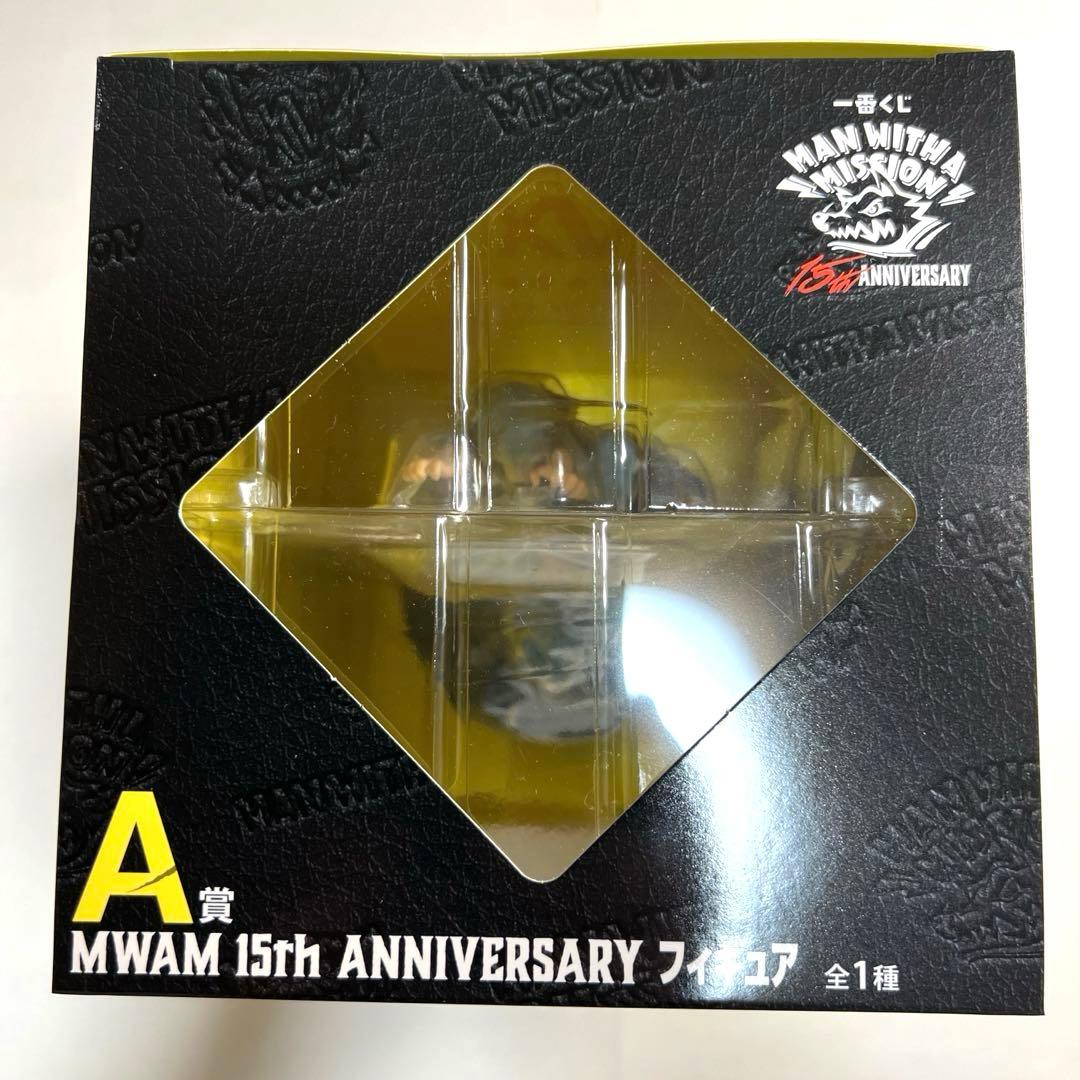 MISSION
一番くじ
MAN WITH A
MISSION
15th ANNIVERSARY
A賞
MWAM 15th ANNIVERSARY フィギュア 全1種